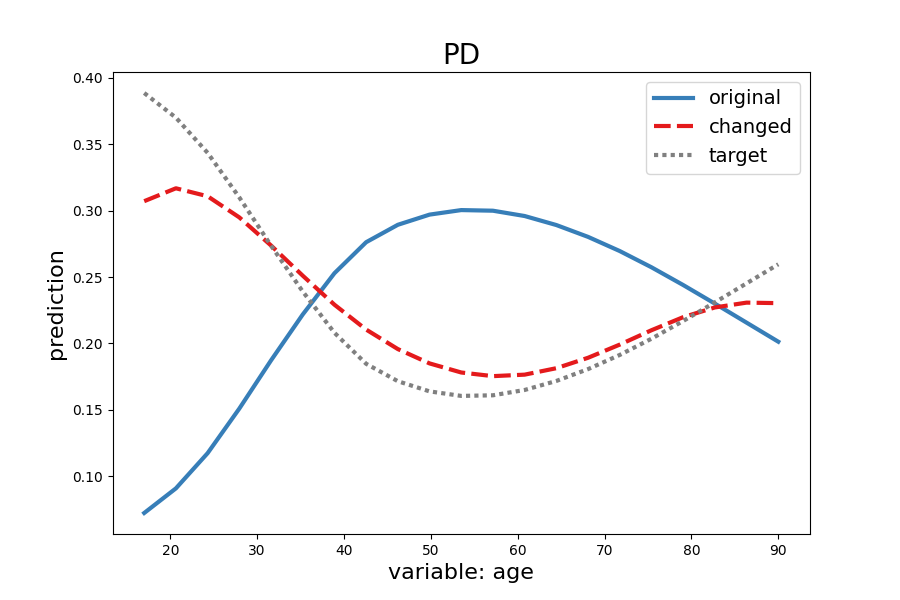 PD
original
changed
target
0.40
0.35
0.30
0.25
0.20
0.15
0.10
prediction
20 30 40 50 60 70 80 90
variable: age